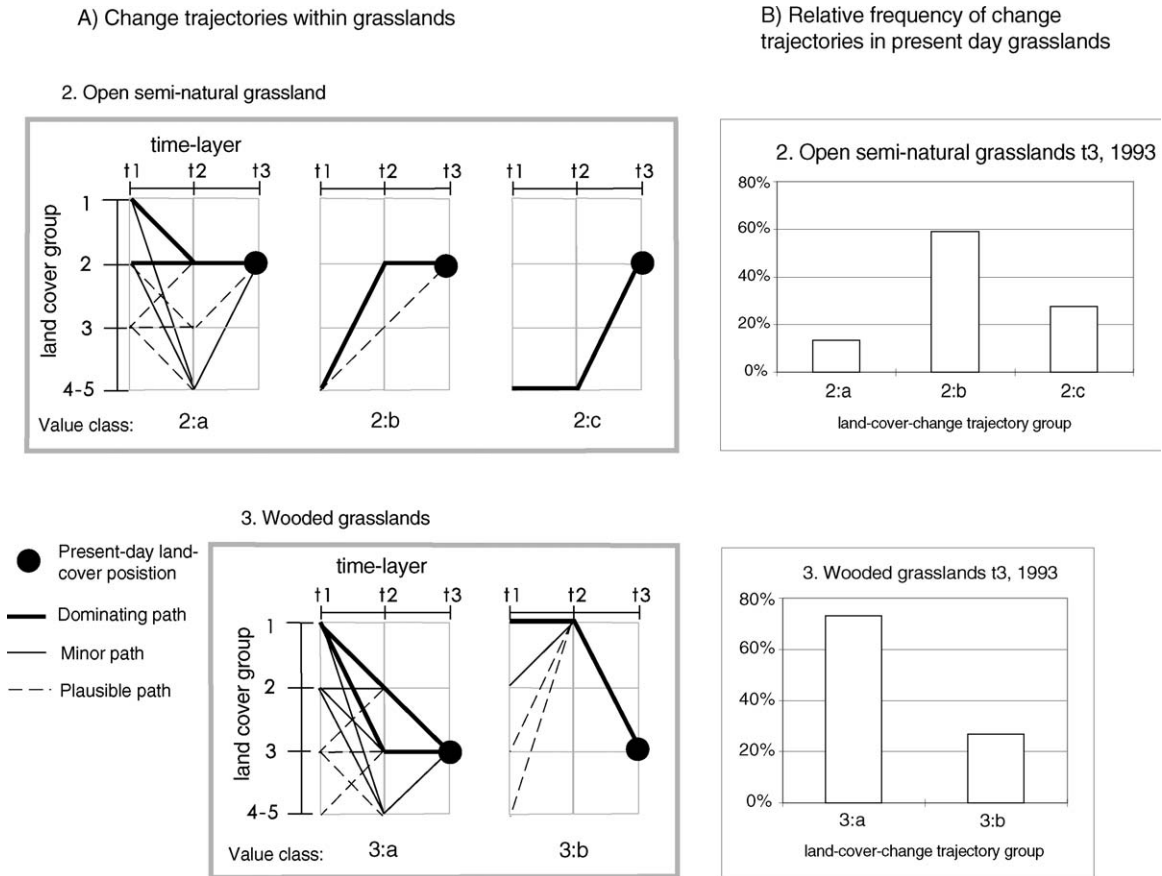 A) Change trajectories within grasslands
B) Relative frequency of change
trajectories in present day grasslands
2. Open semi-natural grassland
time-layer
t1 t2 t3 t1 t2 t3 t1 t2 t3
land cover group
1
2
3
4-5
Value class: 2:a 2:b 2:c
2. Open semi-natural grasslands t3, 1993
80%
60%
40%
20%
0%
2:a 2:b 2:c
land-cover-change trajectory group
3. Wooded grasslands
Present-day land-
cover posistion
Dominating path
Minor path
Plausible path
time-layer
t1 t2 t3 t1 t2 t3
land cover group
1
2
3
4-5
Value class: 3:a 3:b
3. Wooded grasslands t3, 1993
80%
60%
40%
20%
0%
3:a 3:b
land-cover-change trajectory group